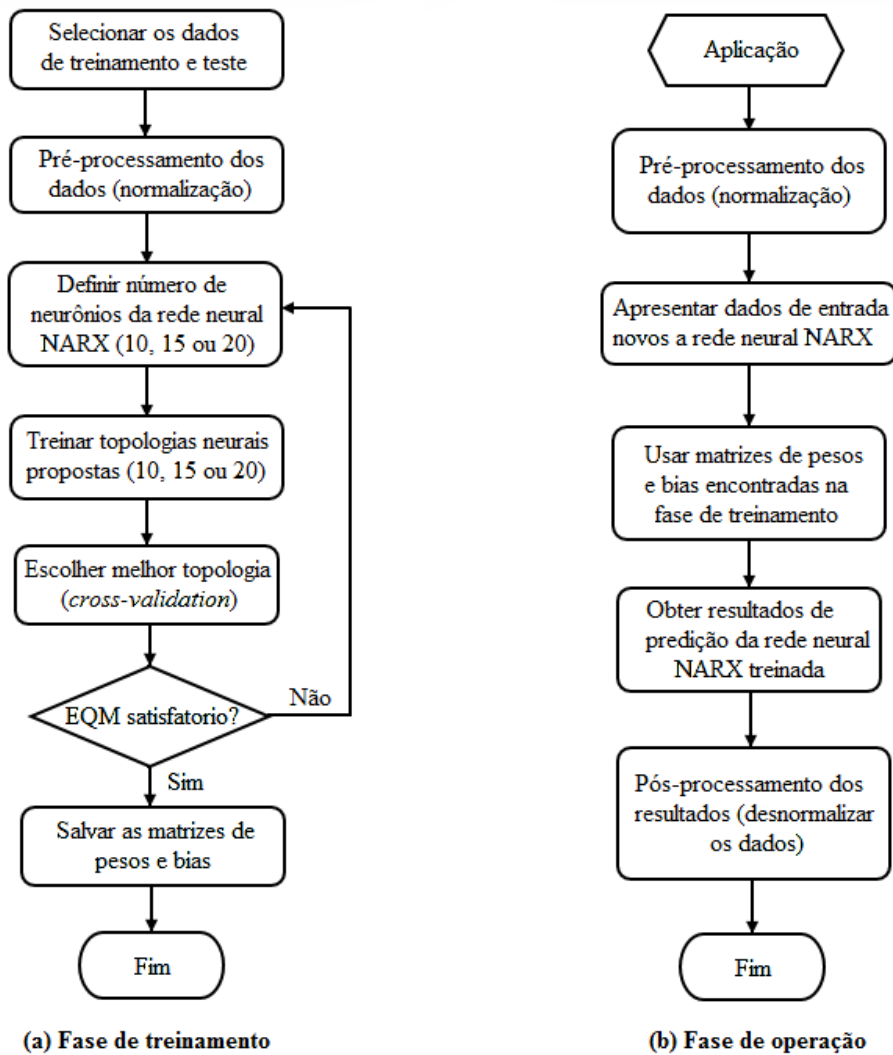 Selecionar os dados
de treinamento e teste
Pré-processamento dos
dados (normalização)
Definir número de
neurônios da rede neural
NARX (10, 15 ou 20)
Treinar topologias neurais
propostas (10, 15 ou 20)
Escolher melhor topologia
(cross-validation)
EQM satisfatorio?
Não
Sim
Salvar as matrizes de
pesos e bias
Fim
(a) Fase de treinamento
Aplicação
Pré-processamento dos
dados (normalização)
Apresentar dados de entrada
novos a rede neural NARX
Usar matrizes de pesos
e bias encontradas na
fase de treinamento
Obter resultados de
predição da rede neural
NARX treinada
Pós-processamento dos
resultados (desnormalizar
os dados)
Fim
(b) Fase de operação